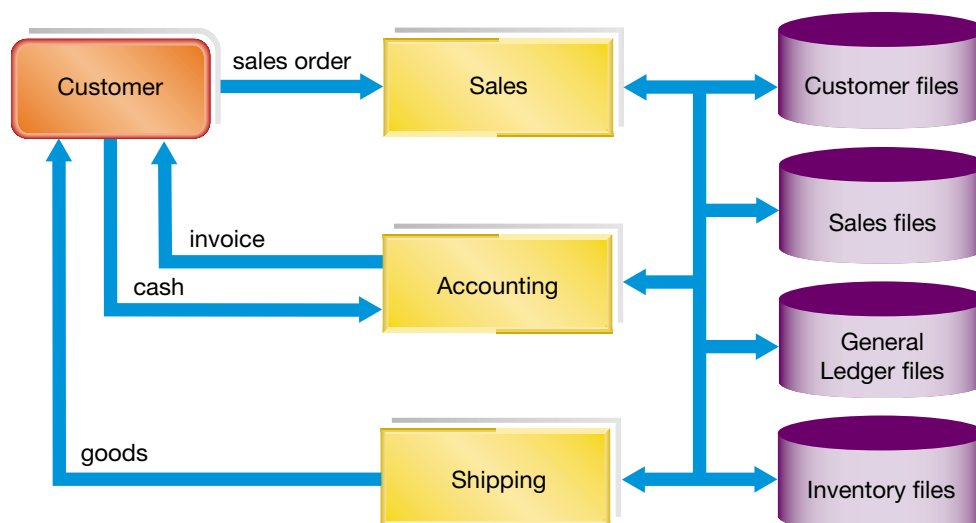 Customer
sales order
Sales
Customer files
Sales files
invoice
Accounting
cash
General
Ledger files
goods
Shipping
Inventory files